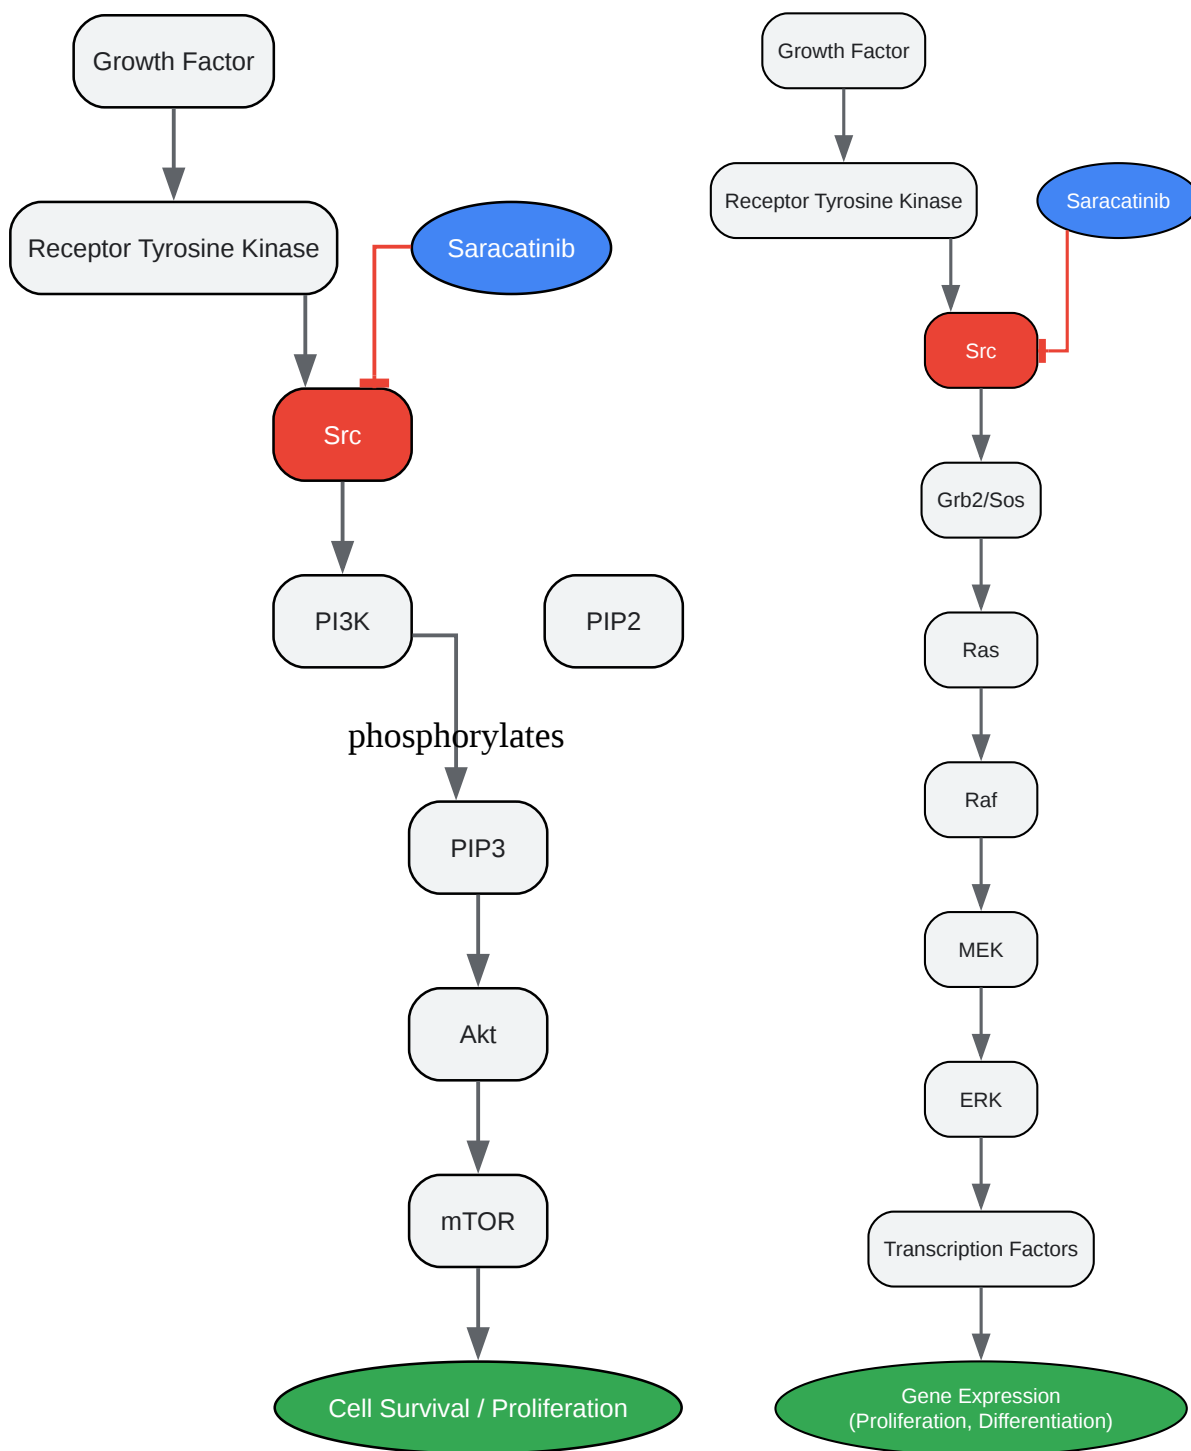 Growth Factor
Receptor Tyrosine Kinase
Saracatinib
Src
PI3K
PIP2
phosphorylates
PIP3
Akt
mTOR
Cell Survival / Proliferation
Growth Factor
Receptor Tyrosine Kinase
Saracatinib
Src
Grb2/Sos
Ras
Raf
MEK
ERK
Transcription Factors
Gene Expression
(Proliferation, Differentiation)